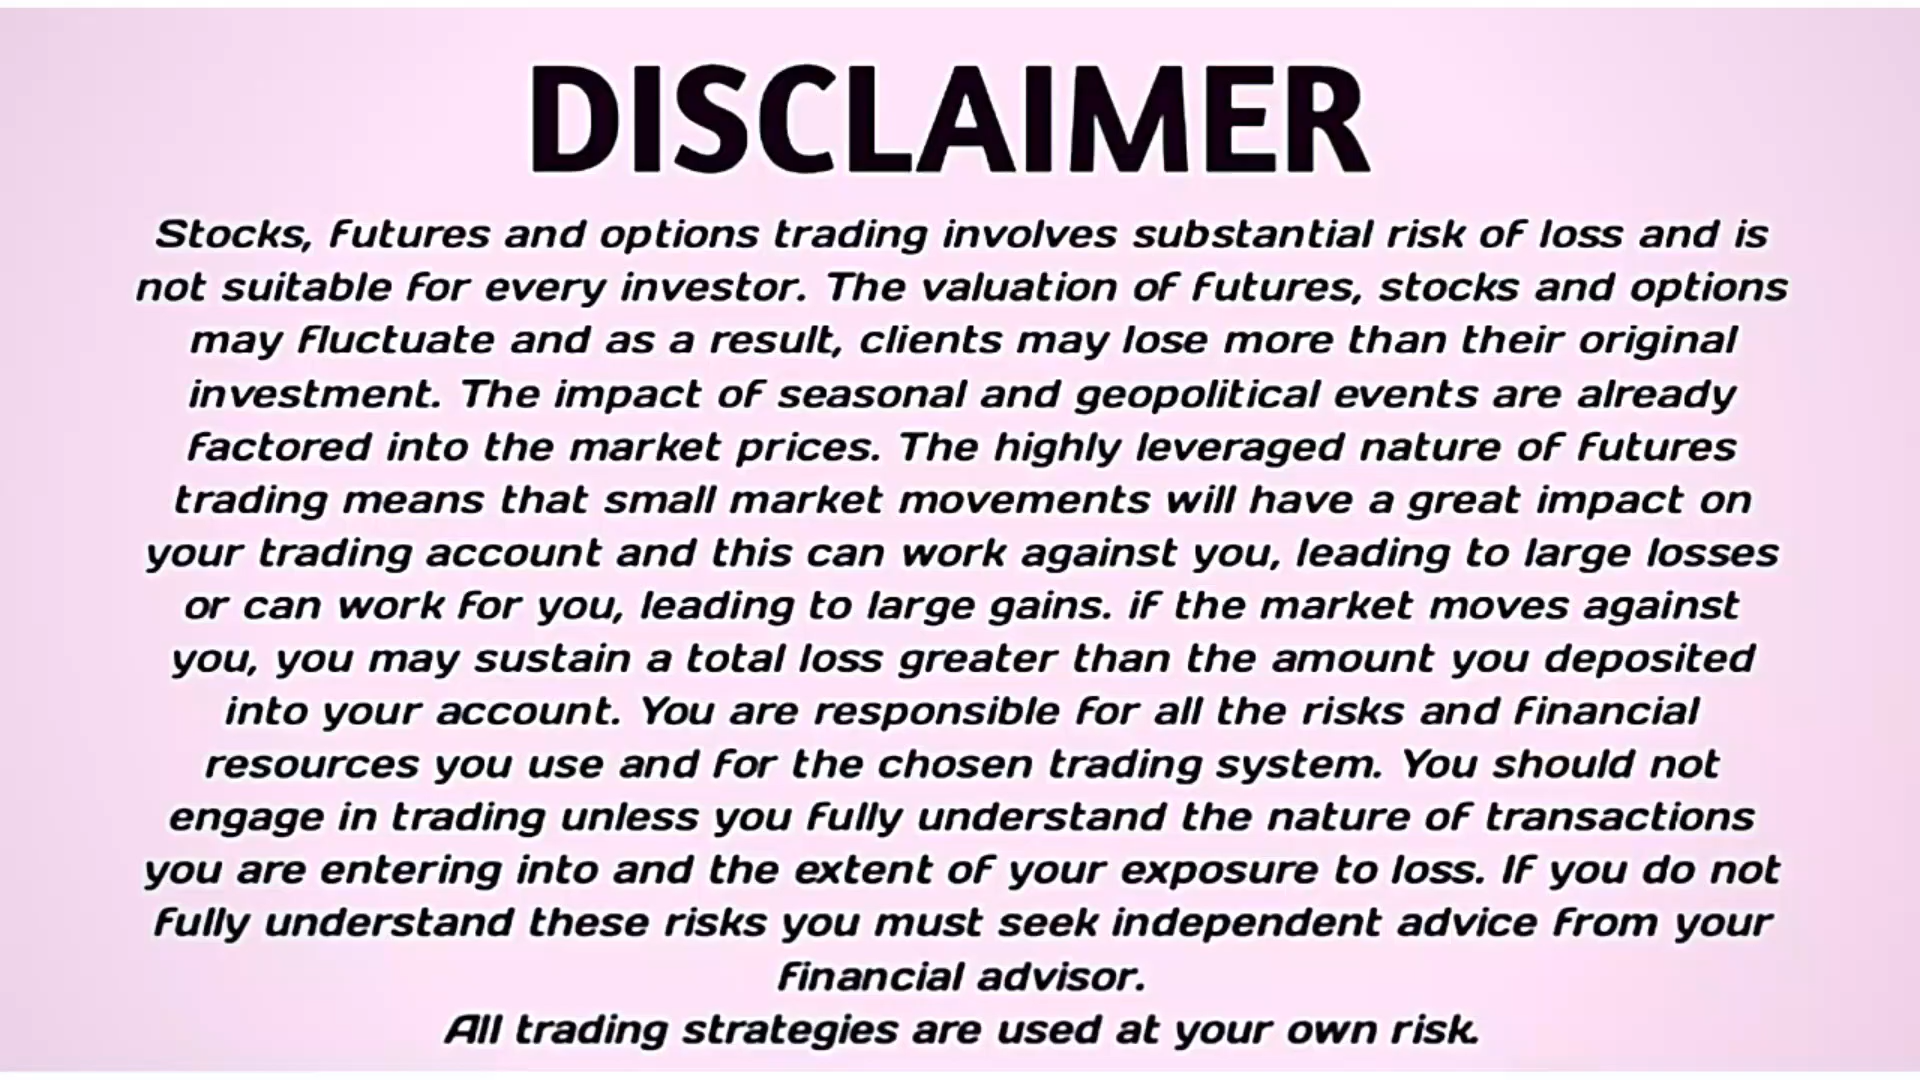 DISCLAIMER
Stocks, futures and options trading involves substantial risk of loss and is
not suitable for every investor. The valuation of futures, stocks and options
may fluctuate and as a result, clients may lose more than their original
investment. The impact of seasonal and geopolitical events are already
factored into the market prices. The highly leveraged nature of futures
trading means that small market movements will have a great impact on
your trading account and this can work against you, leading to large losses
or can work for you, leading to large gains. if the market moves against
you, you may sustain a total loss greater than the amount you deposited
into your account. You are responsible for all the risks and financial
resources you use and for the chosen trading system. You should not
engage in trading unless you fully understand the nature of transactions
you are entering into and the extent of your exposure to loss. If you do not
fully understand these risks you must seek independent advice from your
financial advisor.
All trading strategies are used at your own risk.